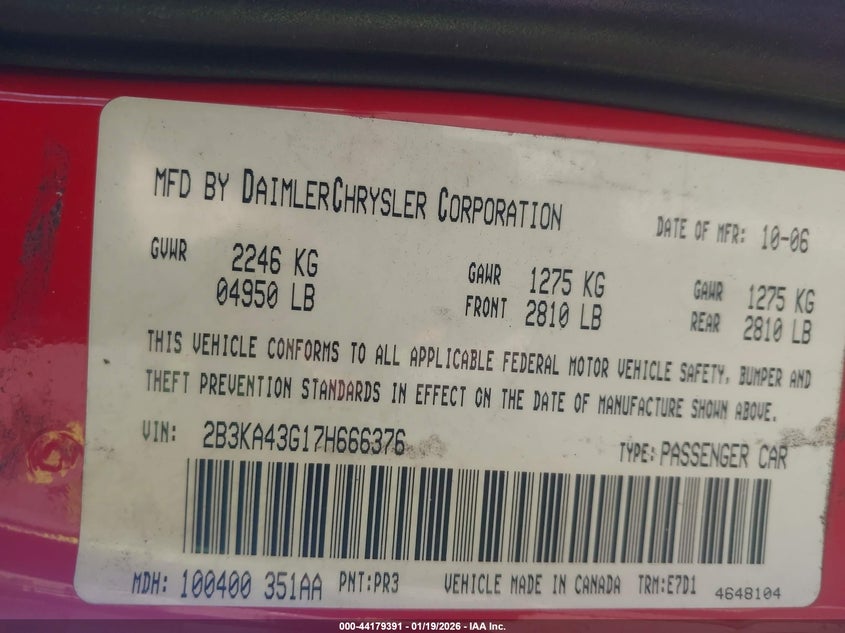 MFD BY DAIMLERCHRYSLER CORPORATION
DATE OF MFR: 10-06
GVWR 2246 KG
04950 LB
GAWR 1275 KG
FRONT 2810 LB
GAWR 1275 KG
REAR 2810 LB
THIS VEHICLE CONFORMS TO ALL APPLICABLE FEDERAL MOTOR VEHICLE SAFETY, BUMPER AND
THEFT PREVENTION STANDARDS IN EFFECT ON THE DATE OF MANUFACTURE SHOWN ABOVE.
VIN: 2B3KA43G17H666376
TYPE: PASSENGER CAR
MDH: 100400 351AA PNT:PR3 VEHICLE MADE IN CANADA TRM:E7D1 4648104
000-44179391 - 01/19/2026 - IAA Inc.